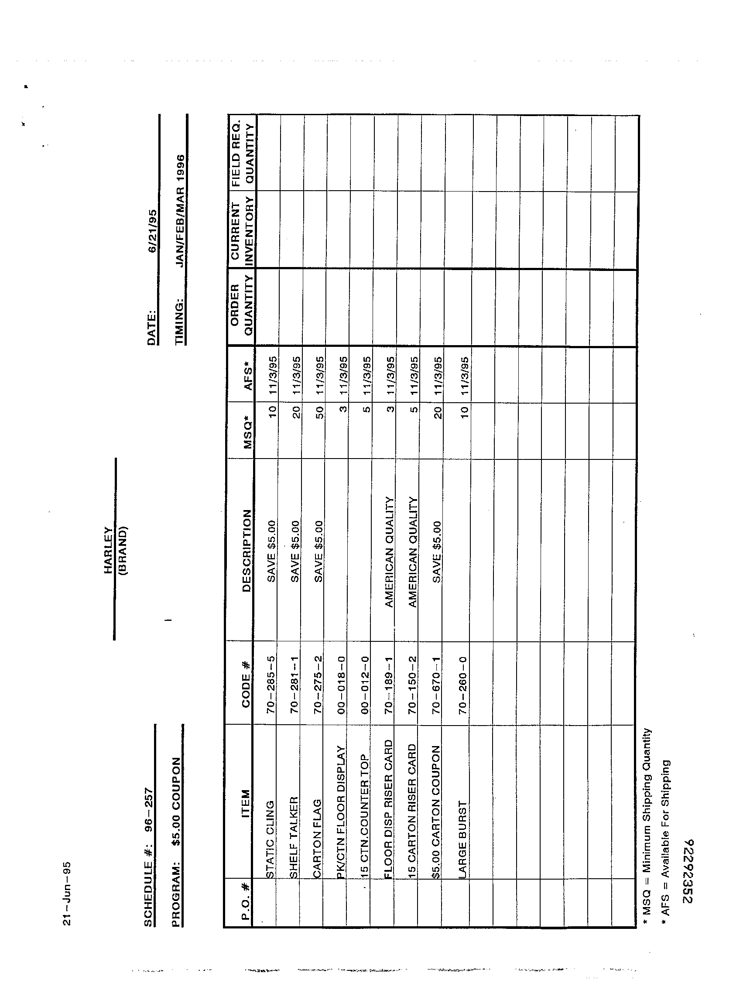 21-Jun-95
HARLEY
(BRAND)
SCHEDULE #: 96-257 DATE: 6/21/95
PROGRAM: $5.00 COUPON TIMING: JAN/FEB/MAR 1996
P.O. # ITEM CODE # DESCRIPTION MSQ* AFS* ORDER QUANTITY CURRENT INVENTORY FIELD REQ. QUANTITY
STATIC CLING 70-285-5 SAVE $5.00 10 11/3/95
SHELF TALKER 70-281-1 SAVE $5.00 20 11/3/95
CARTON FLAG 70-275-2 SAVE $5.00 50 11/3/95
PK/CTN FLOOR DISPLAY 00-018-0 3 11/3/95
15 CTN.COUNTER TOP 00-012-0 5 11/3/95
FLOOR DISP RISER CARD 70-189-1 AMERICAN QUALITY 3 11/3/95
15 CARTON RISER CARD 70-150-2 AMERICAN QUALITY 5 11/3/95
$5.00 CARTON COUPON 70-670-1 SAVE $5.00 20 11/3/95
LARGE BURST 70-260-0 10 11/3/95
* MSQ = Minimum Shipping Quantity
* AFS = Available For Shipping
92292352